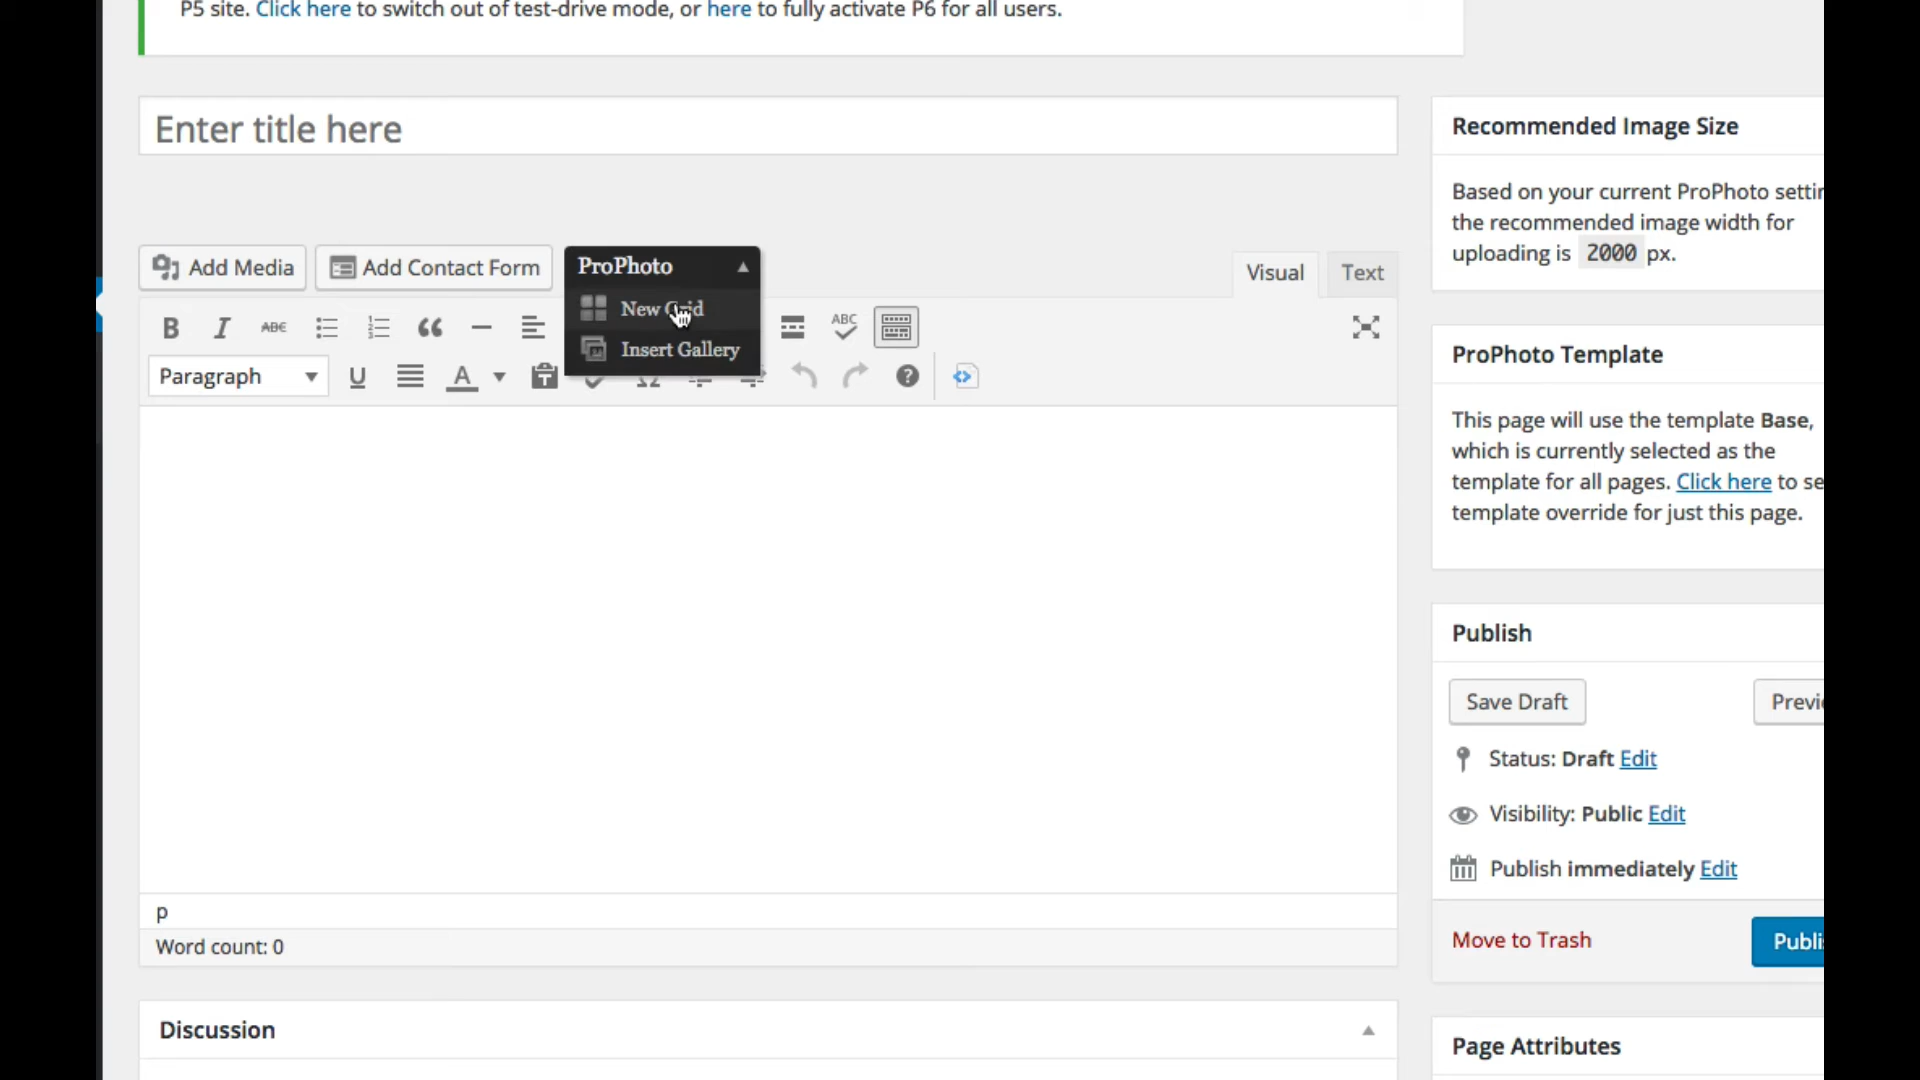 P5 site. Click here to switch out of test-drive mode, or here to fully activate P6 for all users.
Enter title here
Add Media
Add Contact Form
ProPhoto
New Grid
Insert Gallery
Visual
Text
B I ABC
ABC
Paragraph
U
A
p
Word count: 0
Discussion
Recommended Image Size
Based on your current ProPhoto settin
the recommended image width for
uploading is 2000 px.
ProPhoto Template
This page will use the template Base,
which is currently selected as the
template for all pages. Click here to se
template override for just this page.
Publish
Save Draft
Previ
Status: Draft Edit
Visibility: Public Edit
Publish immediately Edit
Move to Trash
Publi
Page Attributes